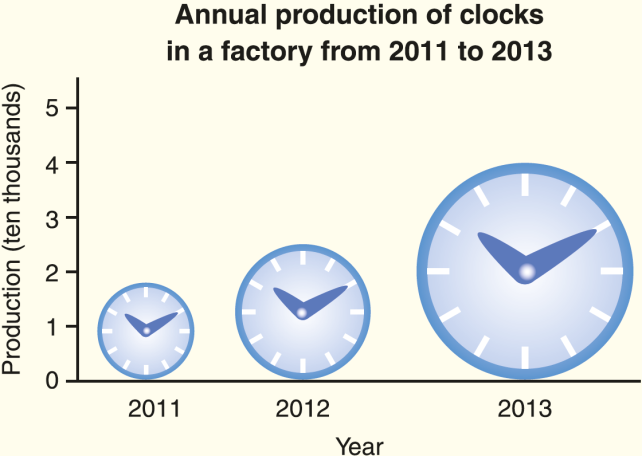 Annual production of clocks
in a factory from 2011 to 2013
Production (ten thousands)
5
4
3
2
1
0
2011
2012
2013
Year